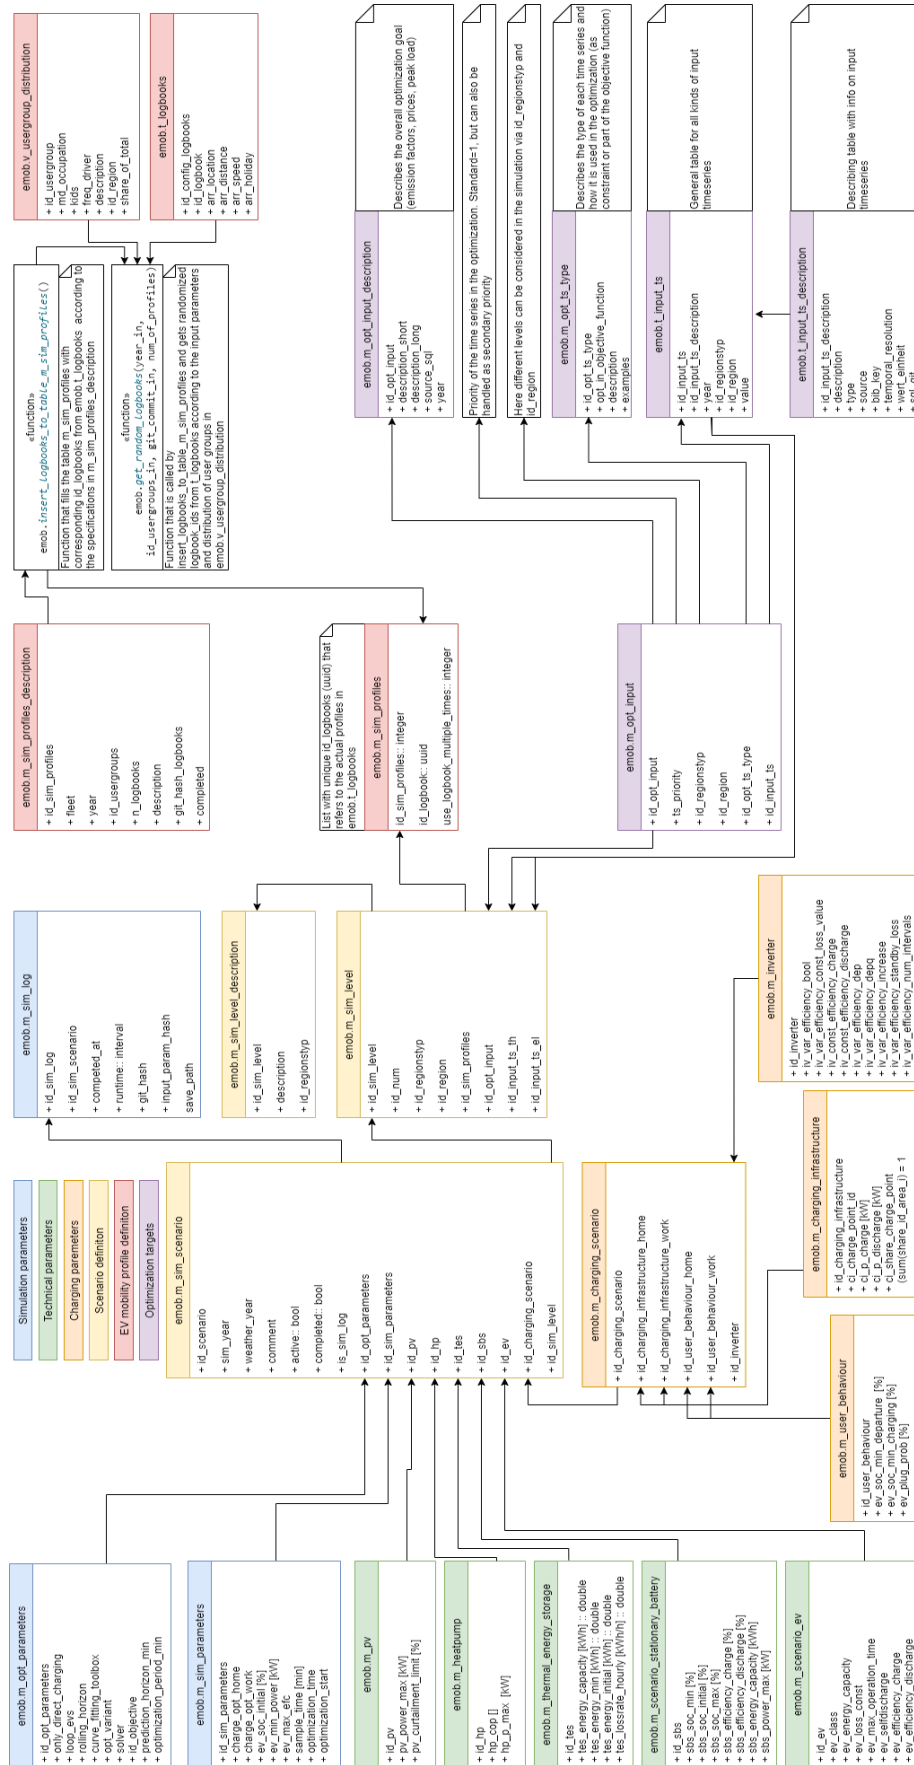 emob.m_opt_parameters
+ id_opt_parameters
+ only_direct_charging
+ loop_evs
+ rolling_horizon
+ curve_fitting_toolbox
+ opt_variant
+ solver
+ id_objective
+ prediction_horizon_min
+ optimization_period_min
emob.m_sim_parameters
+ id_sim_parameters
+ charge_opt_home
+ charge_opt_work
+ ev_soc_initial [%]
+ ev_min_power [kW]
+ ev_max_efc
+ sample_time [min]
+ optimization_time
+ optimization_start
emob.m_pv
+ id_pv
+ pv_power_max [kW]
+ pv_curtailment_limit [%]
emob.m_heatpump
+ id_hp
+ hp_cop []
+ hp_p_max [kW]
emob.m_thermal_energy_storage
+ id_tes
+ tes_energy_capacity [kWh] :: double
+ tes_energy_min [kWh] :: double
+ tes_energy_initial [kWh] :: double
+ tes_lossrate_hourly [kWh/h] :: double
emob.m_scenario_stationary_battery
+ id_sbs
+ sbs_soc_min [%]
+ sbs_soc_initial [%]
+ sbs_soc_max [%]
+ sbs_efficiency_charge [%]
+ sbs_efficiency_discharge [%]
+ sbs_energy_capacity [kWh]
+ sbs_power_max [kW]
emob.m_scenario_ev
+ id_ev
+ ev_class
+ ev_energy_capacity
+ ev_loss_const
+ ev_max_operation_time
+ ev_selfdischarge
+ ev_efficiency_charge
+ ev_efficiency_discharge
Simulation parameters
Technical parameters
Charging paremeters
Scenario definiton
EV mobility profile definiton
Optimization targets
emob.m_sim_scenario
+ id_scenario
+ sim_year
+ weather_year
+ comment
+ active:: bool
+ completed:: bool
+ is_sim_log
+ id_opt_parameters
+ id_sim_parameters
+ id_pv
+ id_hp
+ id_tes
+ id_sbs
+ id_ev
+ id_charging_scenario
+ id_sim_level
emob.m_charging_scenario
+ id_charging_scenario
+ id_charging_infrastructure_home
+ id_charging_infrastructure_work
+ id_user_behaviour_home
+ id_user_behaviour_work
+ id_inverter
emob.m_user_behaviour
+ id_user_behaviour
+ ev_soc_min_departure [%]
+ ev_soc_min_charging [%]
+ ev_plug_prob [%]
emob.m_charging_infrastructure
+ id_charging_infrastructure
+ ci_charge_point_id
+ ci_p_charge [kW]
+ ci_p_discharge [kW]
+ ci_share_charge_point
(sum(share_id_area_i) = 1
emob.m_inverter
+ id_inverter
+ iv_var_efficiency_bool
+ iv_var_efficiency_const_loss_value
+ iv_const_efficiency_charge
+ iv_const_efficiency_discharge
+ iv_var_efficiency_dep
+ iv_var_efficiency_depq
+ iv_var_efficiency_increase
+ iv_var_efficiency_standby_loss
+ iv_var_efficiency_num_intervals
emob.m_sim_log
+ id_sim_log
+ id_sim_scenario
+ competed_at
+ runtime:: interval
+ git_hash
+ input_param_hash
save_path
emob.m_sim_level_description
+ id_sim_level
+ description
+ id_regionstyp
emob.m_sim_level
+ id_sim_level
+ id_num
+ id_regionstyp
+ id_region
+ id_sim_profiles
+ id_opt_input
+ id_input_ts_th
+ id_input_ts_el
emob.m_sim_profiles_description
+ id_sim_profiles
+ fleet
+ year
+ id_usergroups
+ n_logbooks
+ description
+ git_hash_logbooks
+ completed
List with unique id_logbooks (uuid) that
refers to the actual profiles in
emob.t_logbooks
emob.m_sim_profiles
id_sim_profiles:: integer
id_logbook:: uuid
use_logbook_multiple_times:: integer
emob.m_opt_input
+ id_opt_input
+ ts_priority
+ id_regionstyp
+ id_region
+ id_opt_ts_type
+ id_input_ts
«function»
emob.insert_logbooks_to_table_m_sim_profiles()
Function that fills the table m_sim_profiles with
corresponding id_logbooks from emob.t_logbooks according to
the specifications in m_sim_profiles_description
«function»
emob.get_random_logbooks(year_in,
id_usergroups_in, git_commit_in, num_of_profiles)
Function that is called by
insert_logbooks_to_table_m_sim_profiles and gets randomized
logbook_ids from t_logbooks according to the input parameters
and distribution of user groups in
emob.v_usergroup_distribution
emob.v_usergroup_distribution
+ id_usergroup
+ md_occupation
+ kids
+ freq_driver
+ description
+ id_region
+ share_of_total
emob.t_logbooks
+ id_config_logbooks
+ id_logbook
+ arr_location
+ arr_distance
+ arr_speed
+ arr_holiday
emob.m_opt_input_description
+ id_opt_input
+ description_short
+ description_long
+ source_sql
+ year
Describes the overall optimization goal
(emission factors, prices, peak load)
Priority of the time series in the optimization. Standard=1, but can also be
handled as secondary priority
Here different levels can be considered in the simulation via id_regionstyp and
id_region
emob.m_opt_ts_type
+ id_opt_ts_type
+ opt_in_objective_function
+ description
+ examples
Describes the type of each time series and
how it is used in the optimization (as
constraint or part of the objective function)
emob.t_input_ts
+ id_input_ts
+ id_input_ts_description
+ year
+ id_regionstyp
+ id_region
+ value
General table for all kinds of input
timeseries
emob.t_input_ts_description
+ id_input_ts_description
+ description
+ type
+ source
+ bib_key
+ temporal_resolution
+ wert_einheit
+ sql_git
Describing table with info on input
timeseries